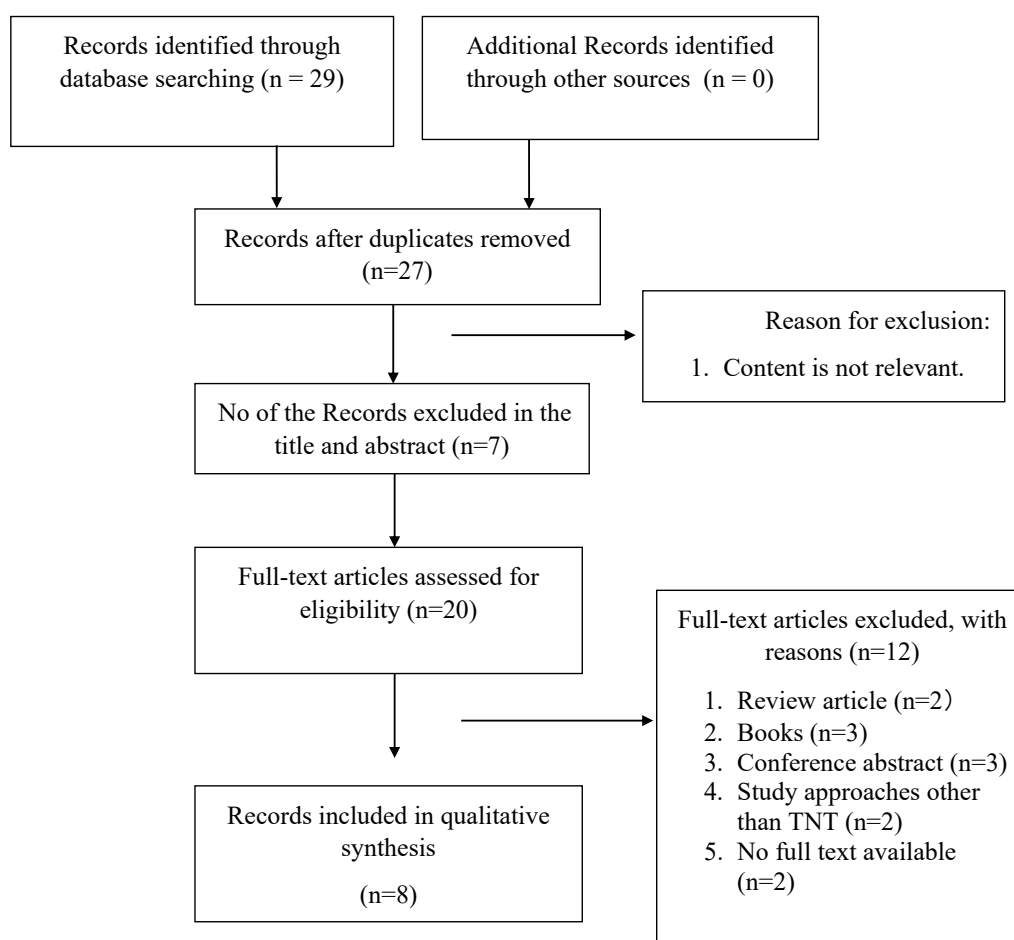 Records identified through
database searching (n = 29)
Additional Records identified
through other sources  (n = 0)
Records after duplicates removed
(n=27)
Reason for exclusion:
1. Content is not relevant.
No of the Records excluded in the
title and abstract (n=7)
Full-text articles assessed for
eligibility (n=20)
Full-text articles excluded, with
reasons (n=12)
1. Review article (n=2）
2. Books (n=3)
3. Conference abstract (n=3)
4. Study approaches other
than TNT (n=2)
5. No full text available
(n=2)
Records included in qualitative
synthesis
(n=8)